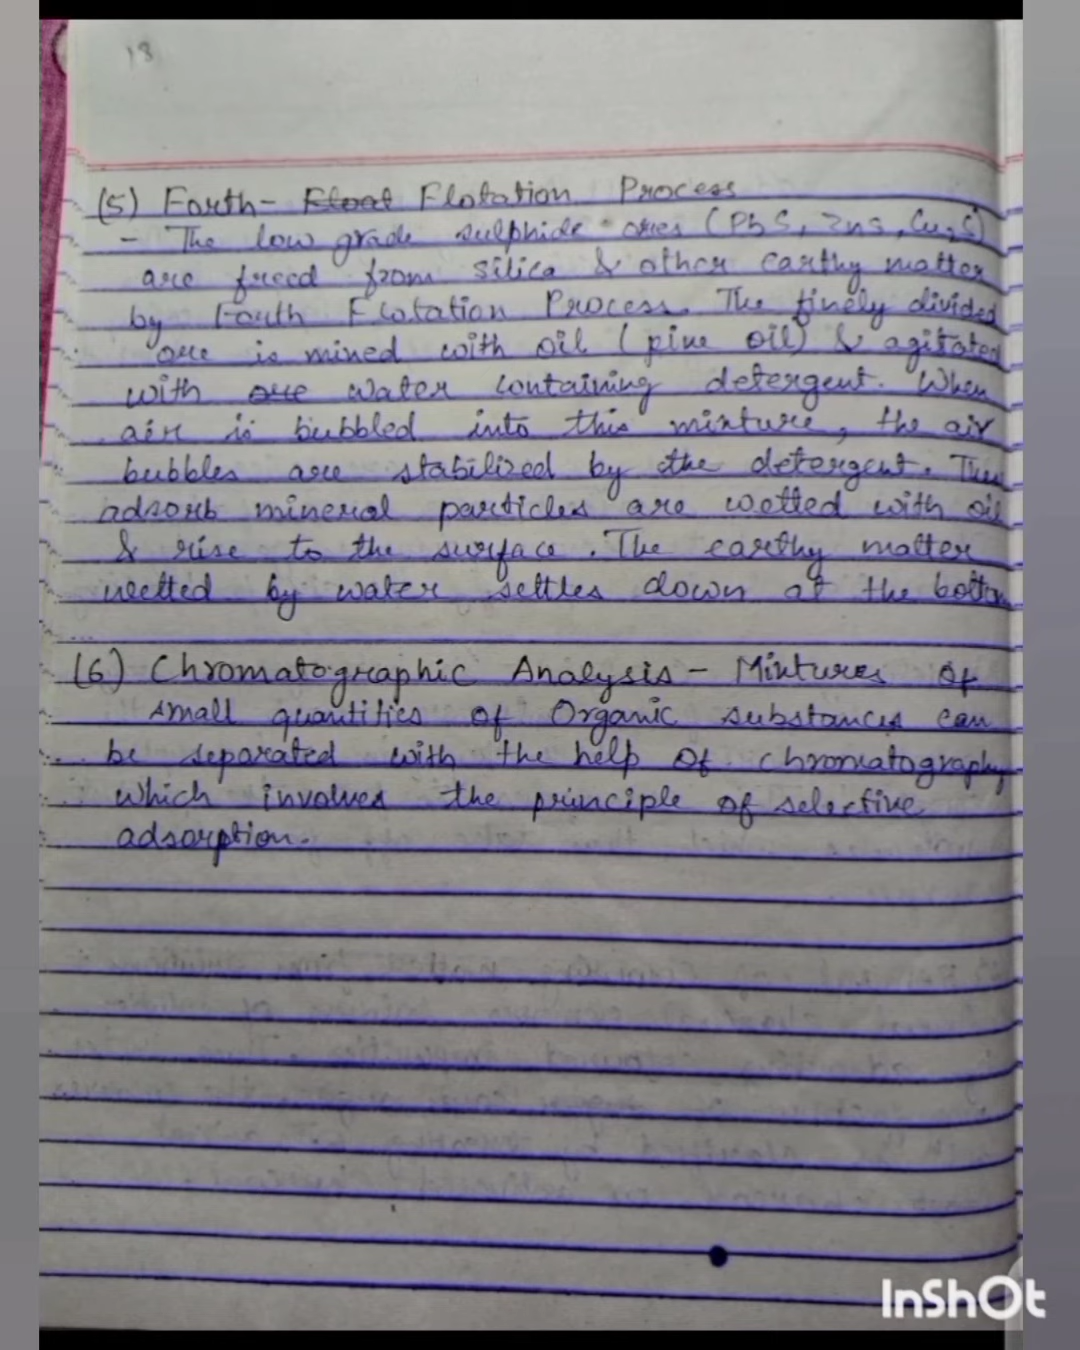 18
(5) Forth- Float Flotation Process
- The low grade sulphide ores (PbS, ZnS, Cu2S)
are freed from silica & other earthy matter
by Forth Flotation Process. The finely divided
ore is mixed with oil (pine oil) & agitated
with ore water containing detergent. When
air is bubbled into this mixture, the air
bubbles are stabilized by the detergent. These
adsorb mineral particles are wetted with oil
& rise to the surface. The earthy matter
wetted by water settles down at the bottom
(6) Chromatographic Analysis - Mixtures of
small quantities of Organic substances can
be separated with the help of chromatography
which involves the principle of selective
adsorption.
InShOt